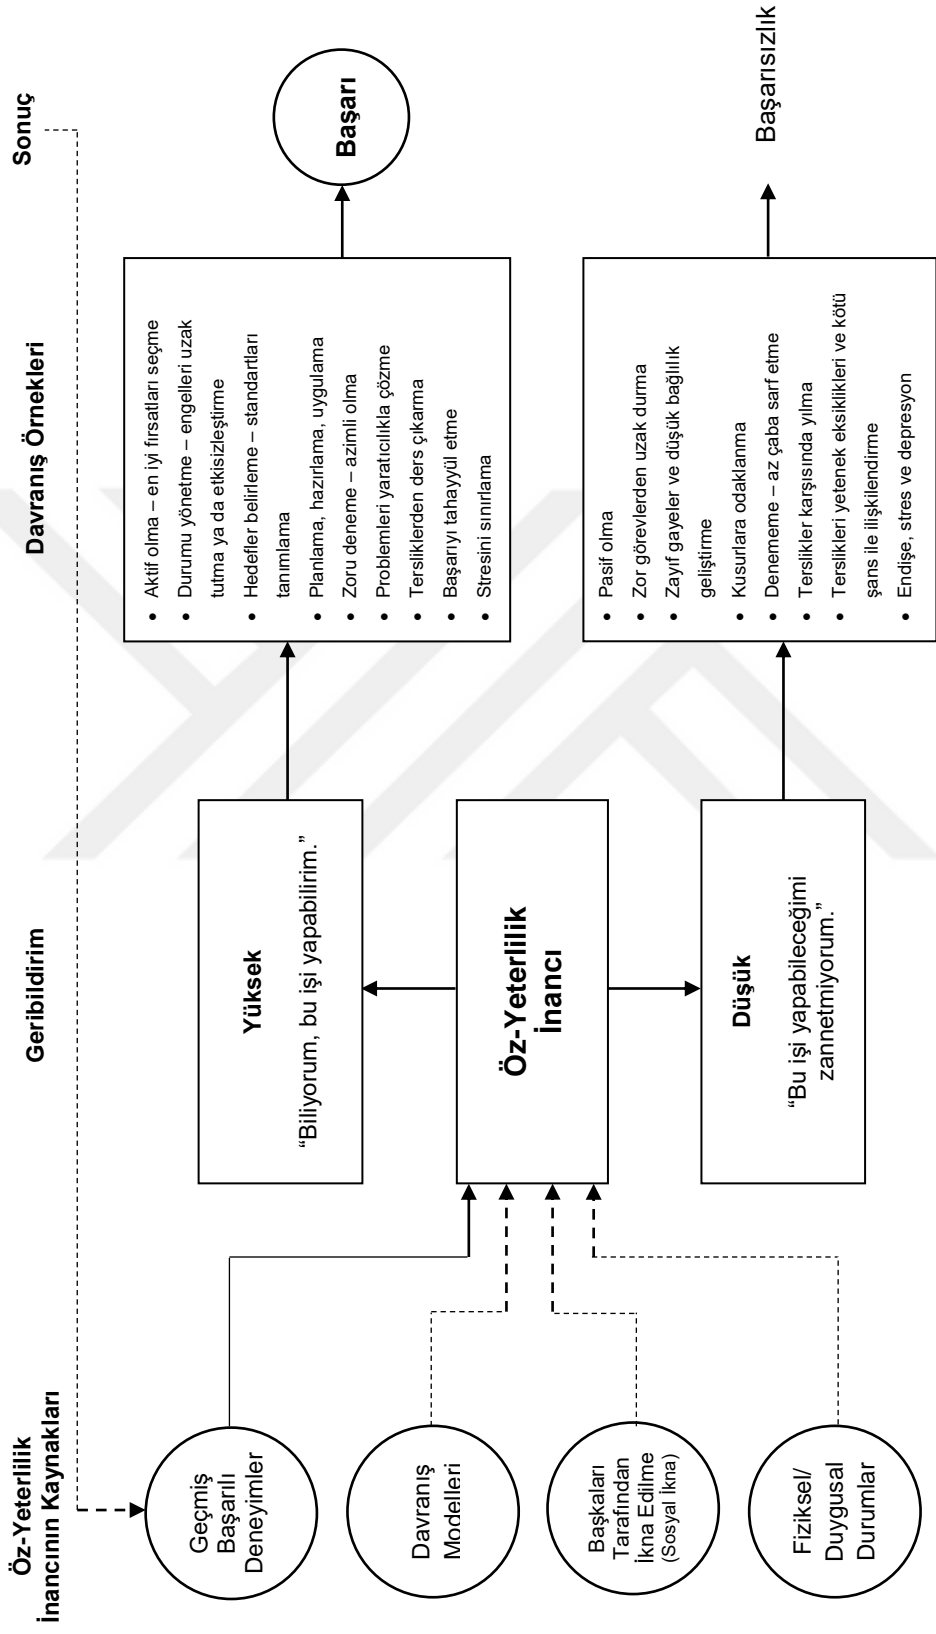 Öz-Yeterlilik
İnancının Kaynakları
Geribildirim
Davranış Örnekleri
Sonuç
Geçmiş
Başarılı
Deneyimler
Davranış
Modelleri
Başkaları
Tarafından
İkna Edilme
(Sosyal İkna)
Fiziksel/
Duygusal
Durumlar
Yüksek
“Biliyorum, bu işi yapabilirim.”
Öz-Yeterlilik
İnancı
Düşük
“Bu işi yapabileceğimi
zannetmiyorum.”
• Aktif olma – en iyi fırsatları seçme
• Durumu yönetme – engelleri uzak
tutma ya da etkisizleştirme
• Hedefler belirleme – standartları
tanımlama
• Planlama, hazırlama, uygulama
• Zoru deneme – azimli olma
• Problemleri yaratıcılıkla çözme
• Tersliklerden ders çıkarma
• Başarıyı tahayyül etme
• Stresini sınırlama
• Pasif olma
• Zor görevlerden uzak durma
• Zayıf gayeler ve düşük bağlılık
geliştirme
• Kusurlara odaklanma
• Denememe – az çaba sarf etme
• Terslikler karşısında yılma
• Terslikleri yetenek eksiklikleri ve kötü
şans ile ilişkilendirme
• Endişe, stres ve depresyon
Başarı
Başarısızlık